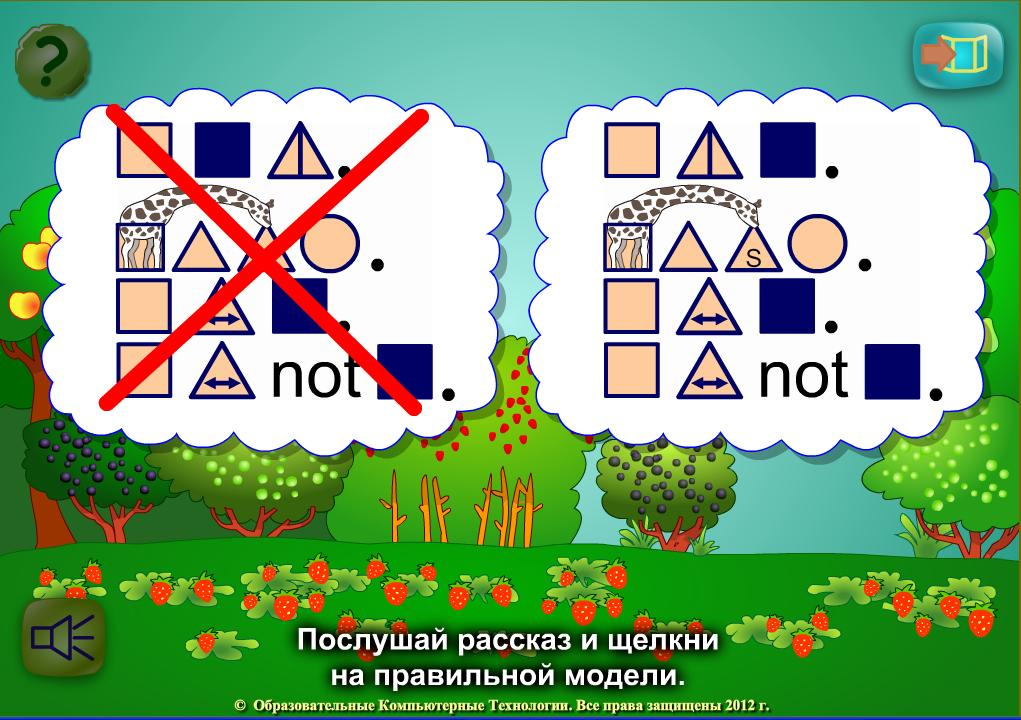 ?
.
.
.
not .
.
S .
.
not .
Послушай рассказ и щелкни
на правильной модели.
© Образовательные Компьютерные Технологии. Все права защищены 2012 г.